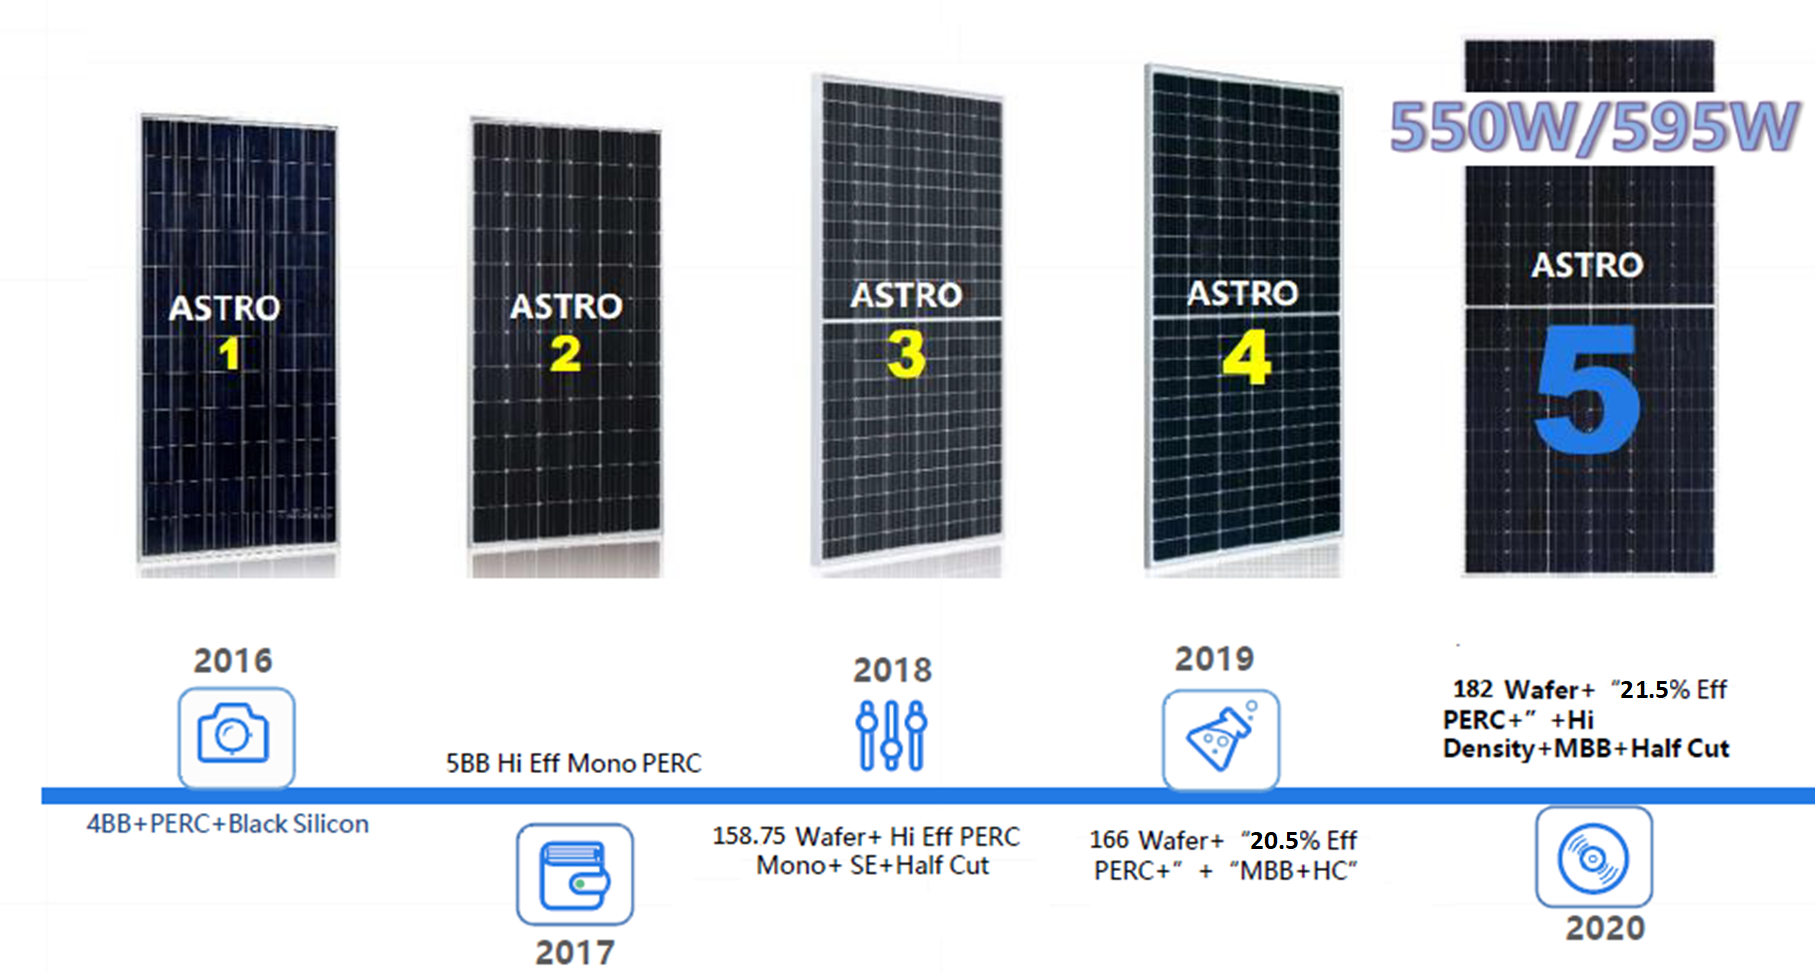 550W/595W
ASTRO
1
ASTRO
2
ASTRO
3
ASTRO
4
ASTRO
5
2016
4BB+PERC+Black Silicon
5BB Hi Eff Mono PERC
2017
2018
158.75 Wafer+ Hi Eff PERC
Mono+ SE+Half Cut
2019
166 Wafer+ “20.5% Eff
PERC+” + “MBB+HC”
182 Wafer+ “21.5% Eff
PERC+” +Hi
Density+MBB+Half Cut
2020